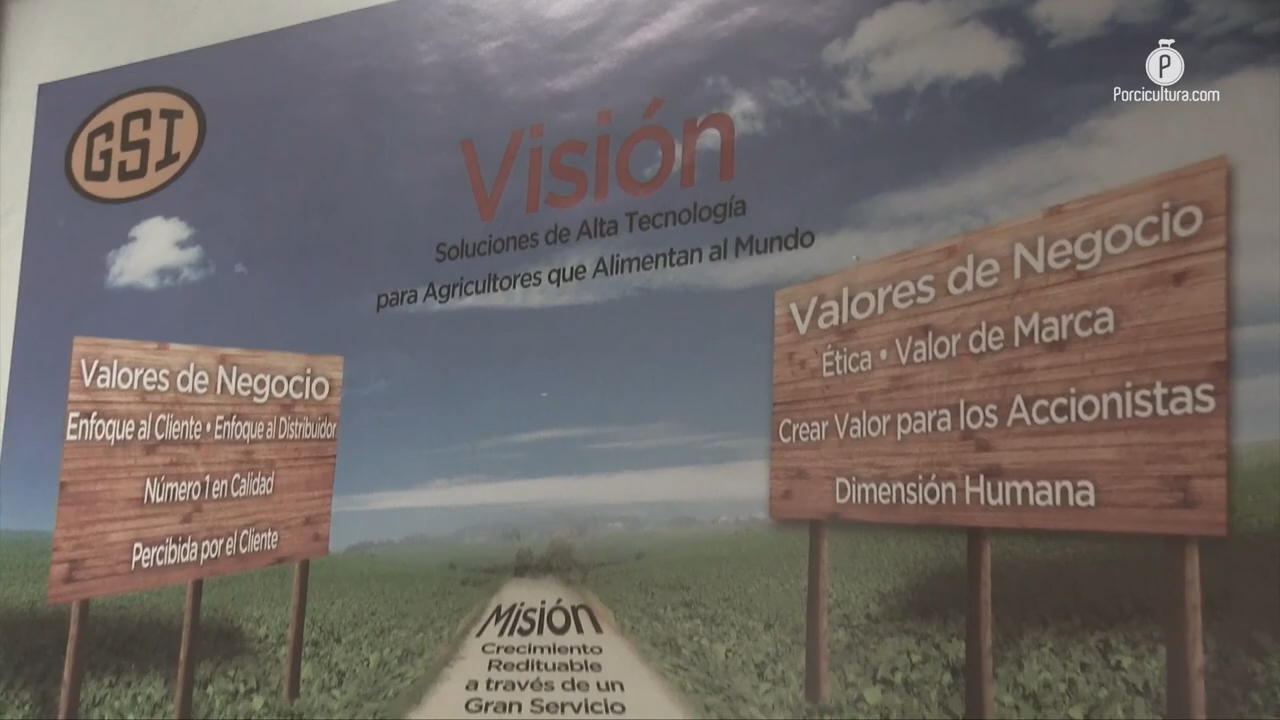 GSI
Porcicultura.com
Visión
Soluciones de Alta Tecnología
para Agricultores que Alimentan al Mundo
Valores de Negocio
Enfoque al Cliente • Enfoque al Distribuidor
Número 1 en Calidad
Percibida por el Cliente
Valores de Negocio
Ética • Valor de Marca
Crear Valor para los Accionistas
Dimensión Humana
Misión
Crecimiento
Redituable
a través de un
Gran Servicio